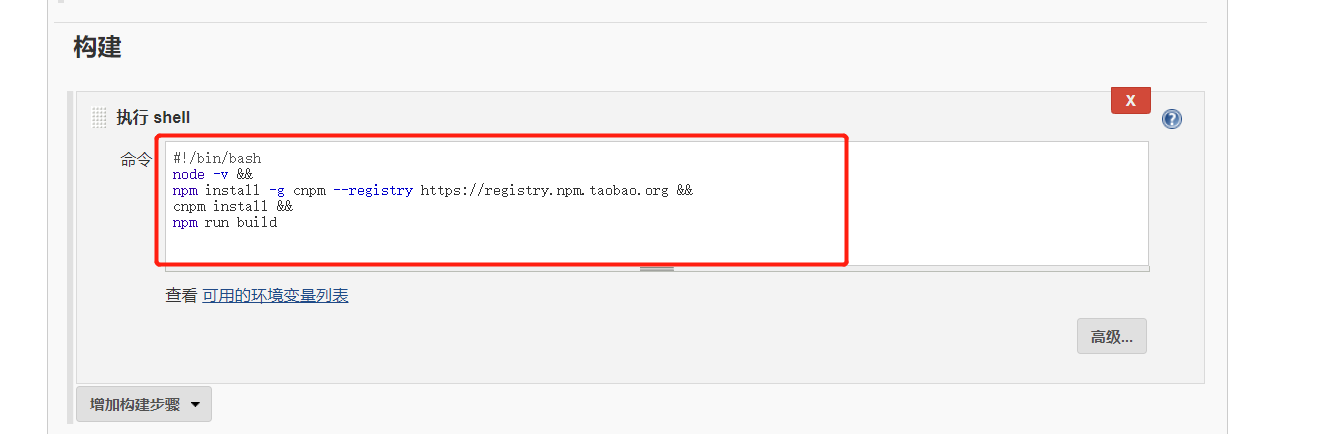 构建
执行 shell
X
命令
#!/bin/bash
node -v &&
npm install -g cnpm --registry https://registry.npm.taobao.org &&
cnpm install &&
npm run build
查看 可用的环境变量列表
高级...
增加构建步骤